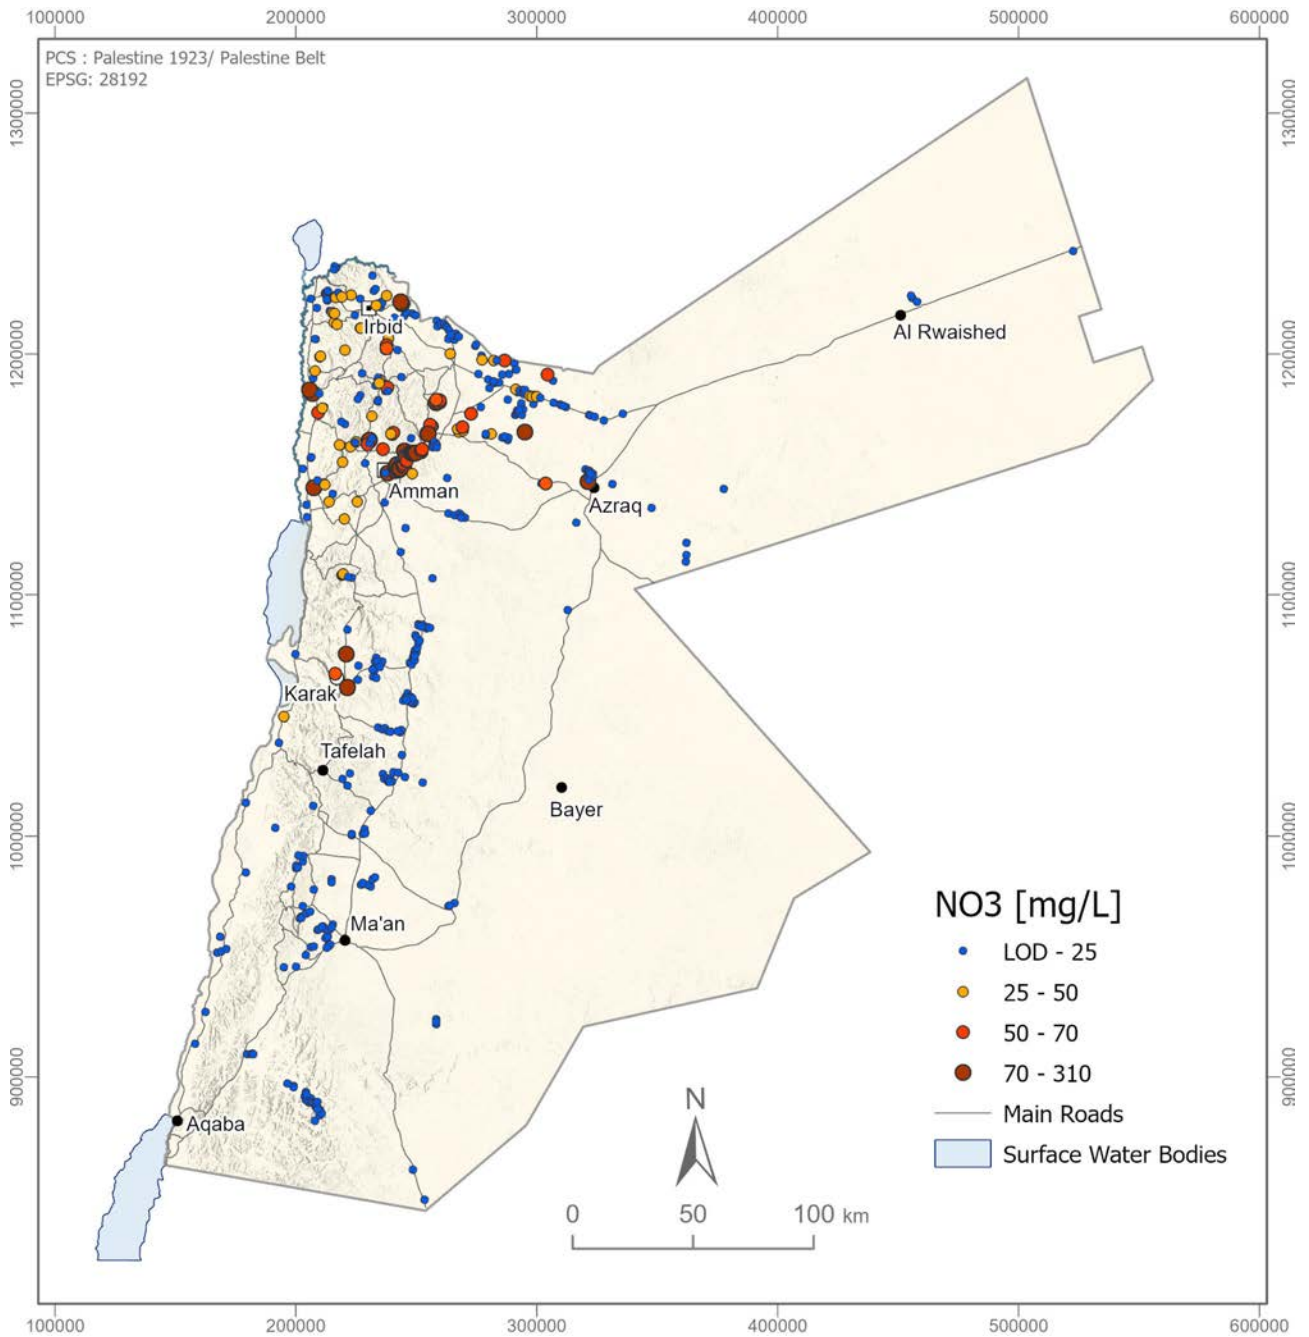 100000 200000 300000 400000 500000 600000
PCS : Palestine 1923/ Palestine Belt
EPSG: 28192
1300000 1300000
1200000 1200000
1100000 1100000
1000000 1000000
900000 900000
Irbid
Al Rwaished
Amman
Azraq
Karak
Tafelah
Bayer
Ma'an
Aqaba
NO3 [mg/L]
LOD - 25
25 - 50
50 - 70
70 - 310
Main Roads
Surface Water Bodies
N
0 50 100 km
100000 200000 300000 400000 500000 600000